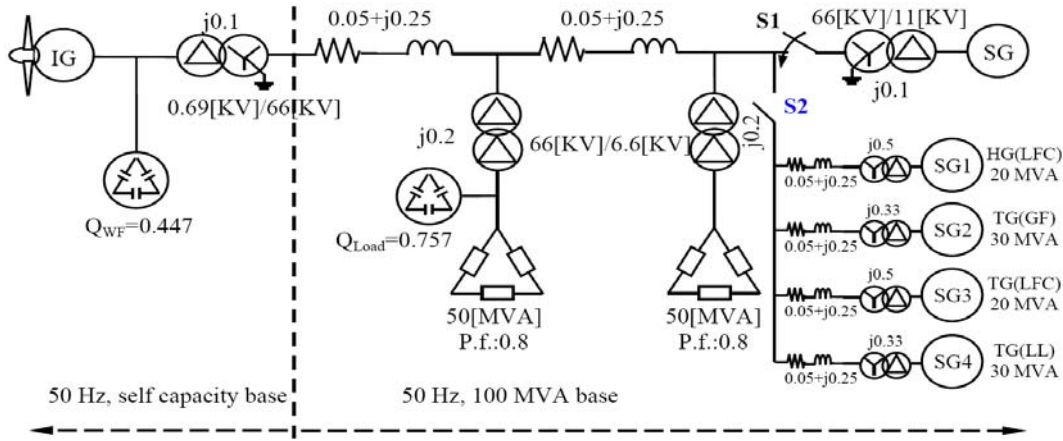 j0.1
0.05+j0.25
0.05+j0.25
S1
66[KV]/11[KV]
IG
SG
0.69[KV]/66[KV]
j0.1
j0.2
66[KV]/6.6[KV]
j0.2
S2
Q_WF=0.447
Q_Load=0.757
j0.5
0.05+j0.25
SG1
HG(LFC)
20 MVA
j0.33
0.05+j0.25
SG2
TG(GF)
30 MVA
j0.5
0.05+j0.25
SG3
TG(LFC)
20 MVA
j0.33
0.05+j0.25
SG4
TG(LL)
30 MVA
50[MVA]
P.f.:0.8
50[MVA]
P.f.:0.8
50 Hz, self capacity base
50 Hz, 100 MVA base